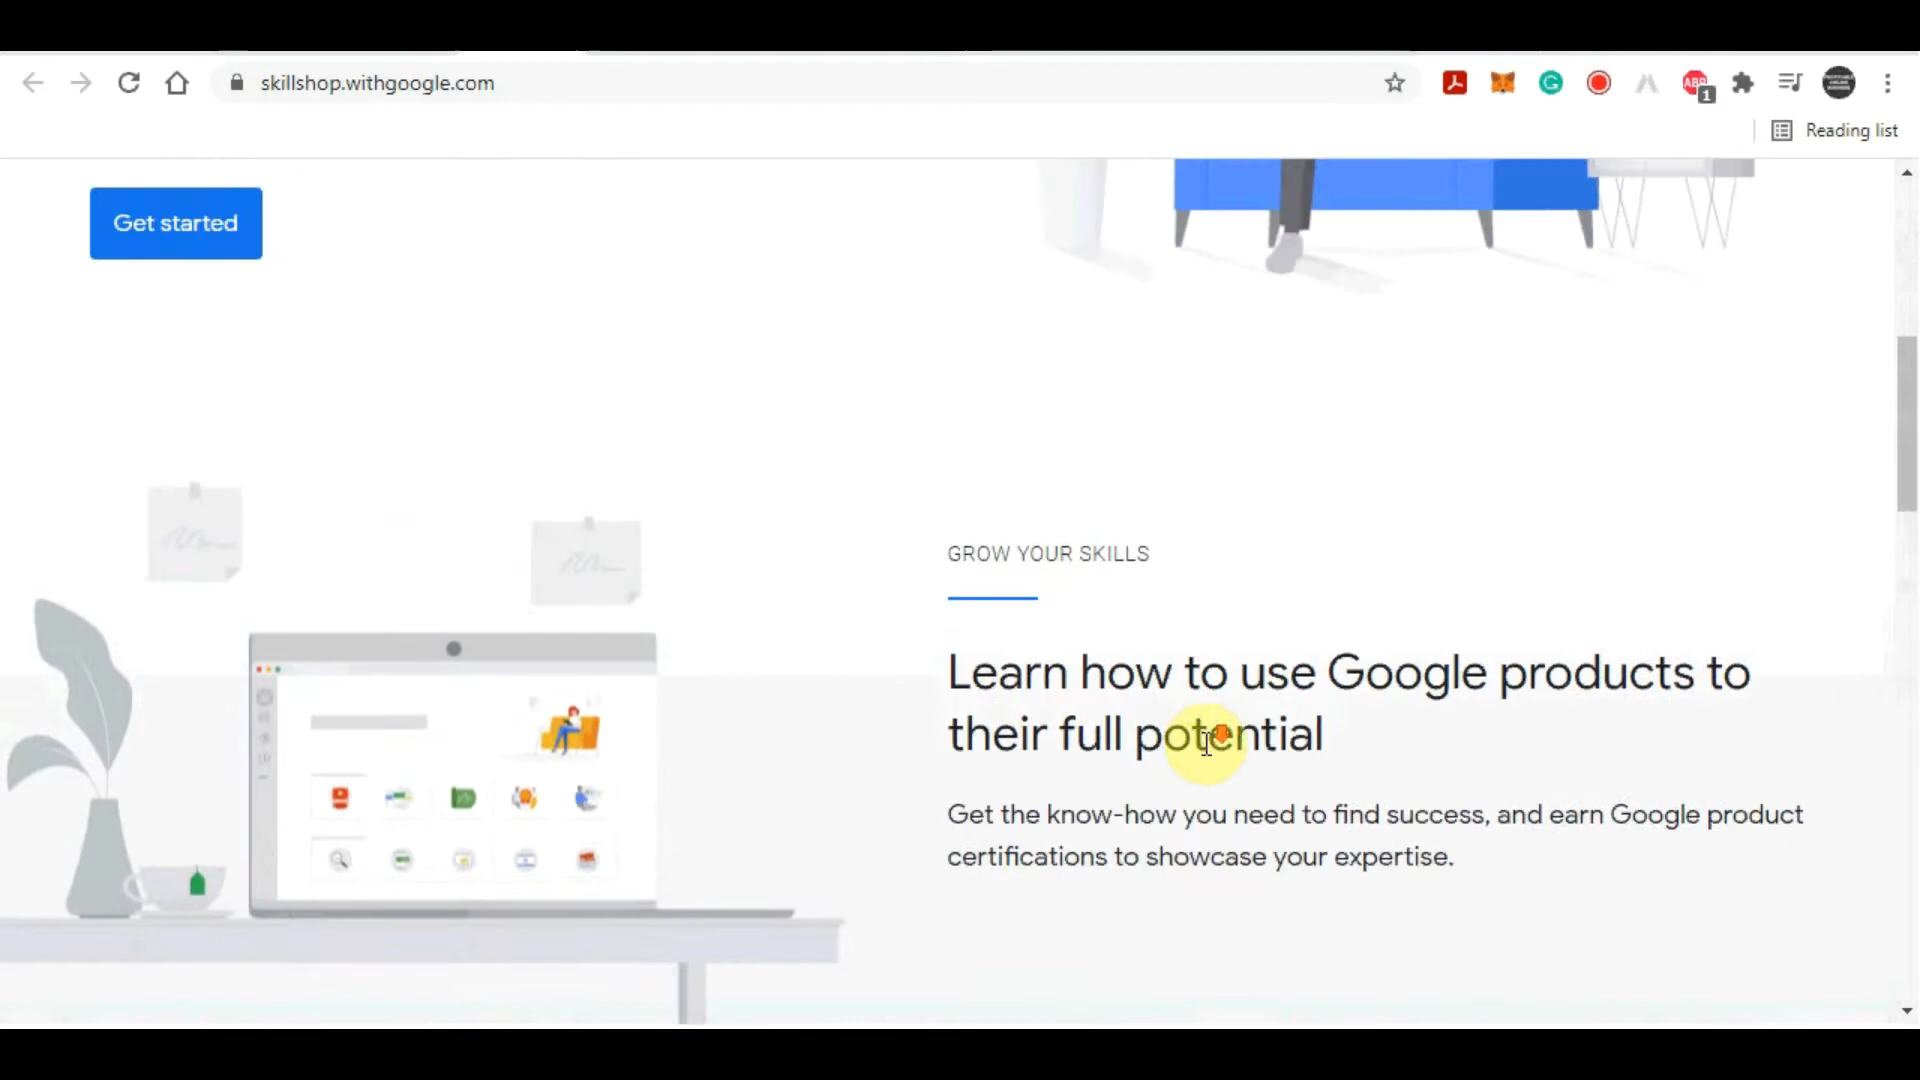 skillshop.withgoogle.com
ABP
1
Reading list
Get started
GROW YOUR SKILLS
Learn how to use Google products to
their full potential
Get the know-how you need to find success, and earn Google product
certifications to showcase your expertise.